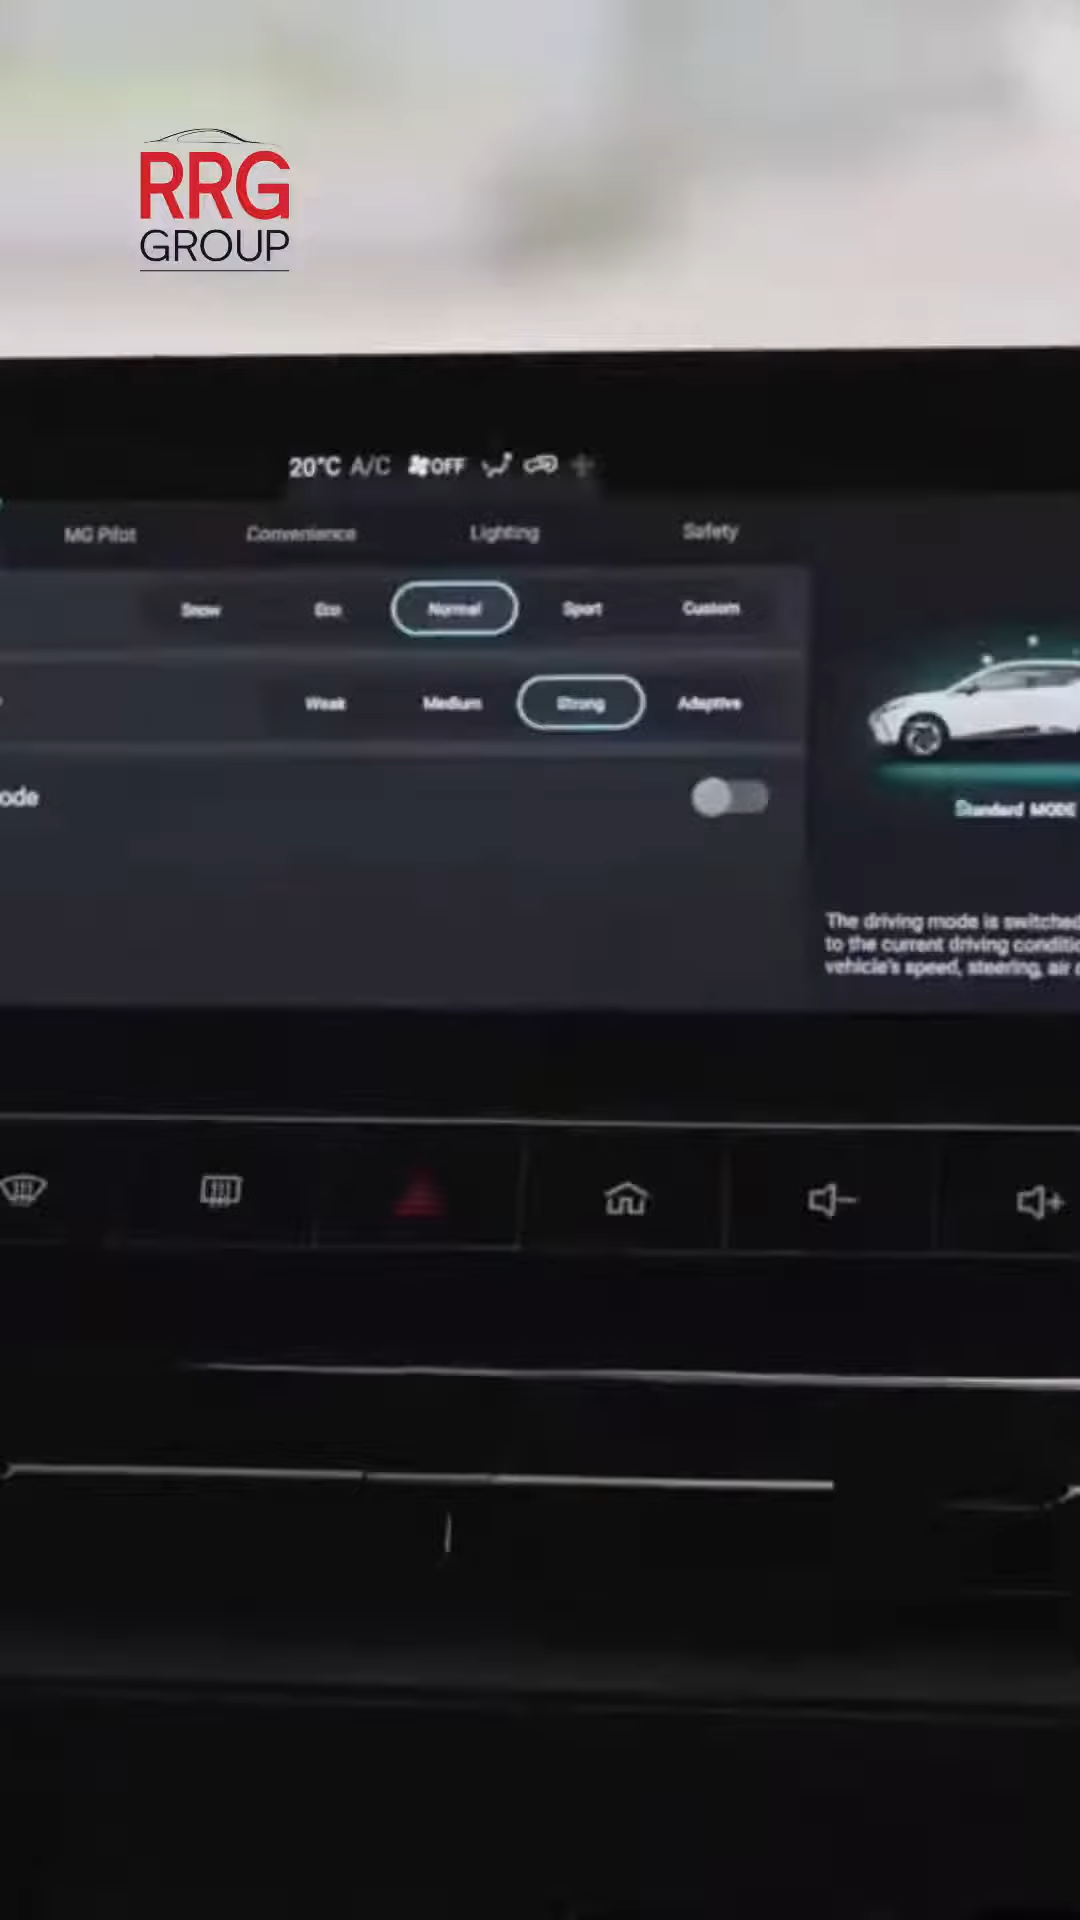 RRG
GROUP
20°C A/C OFF
MG Pilot Convenience Lighting Safety
Snow Eco Normal Sport Custom
Weak Medium Strong Adaptive
ode
Standard MODE
The driving mode is switched
to the current driving conditio
vehicle's speed, steering, air